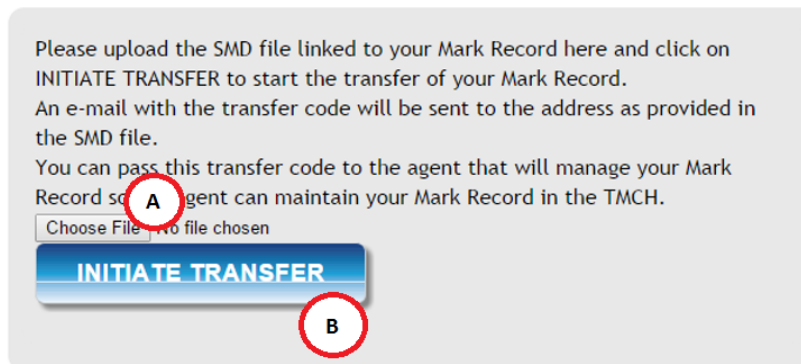 Please upload the SMD file linked to your Mark Record here and click on
INITIATE TRANSFER to start the transfer of your Mark Record.
An e-mail with the transfer code will be sent to the address as provided in
the SMD file.
You can pass this transfer code to the agent that will manage your Mark
Record agent can maintain your Mark Record in the TMCH.
A
Choose File No file chosen
INITIATE TRANSFER
B